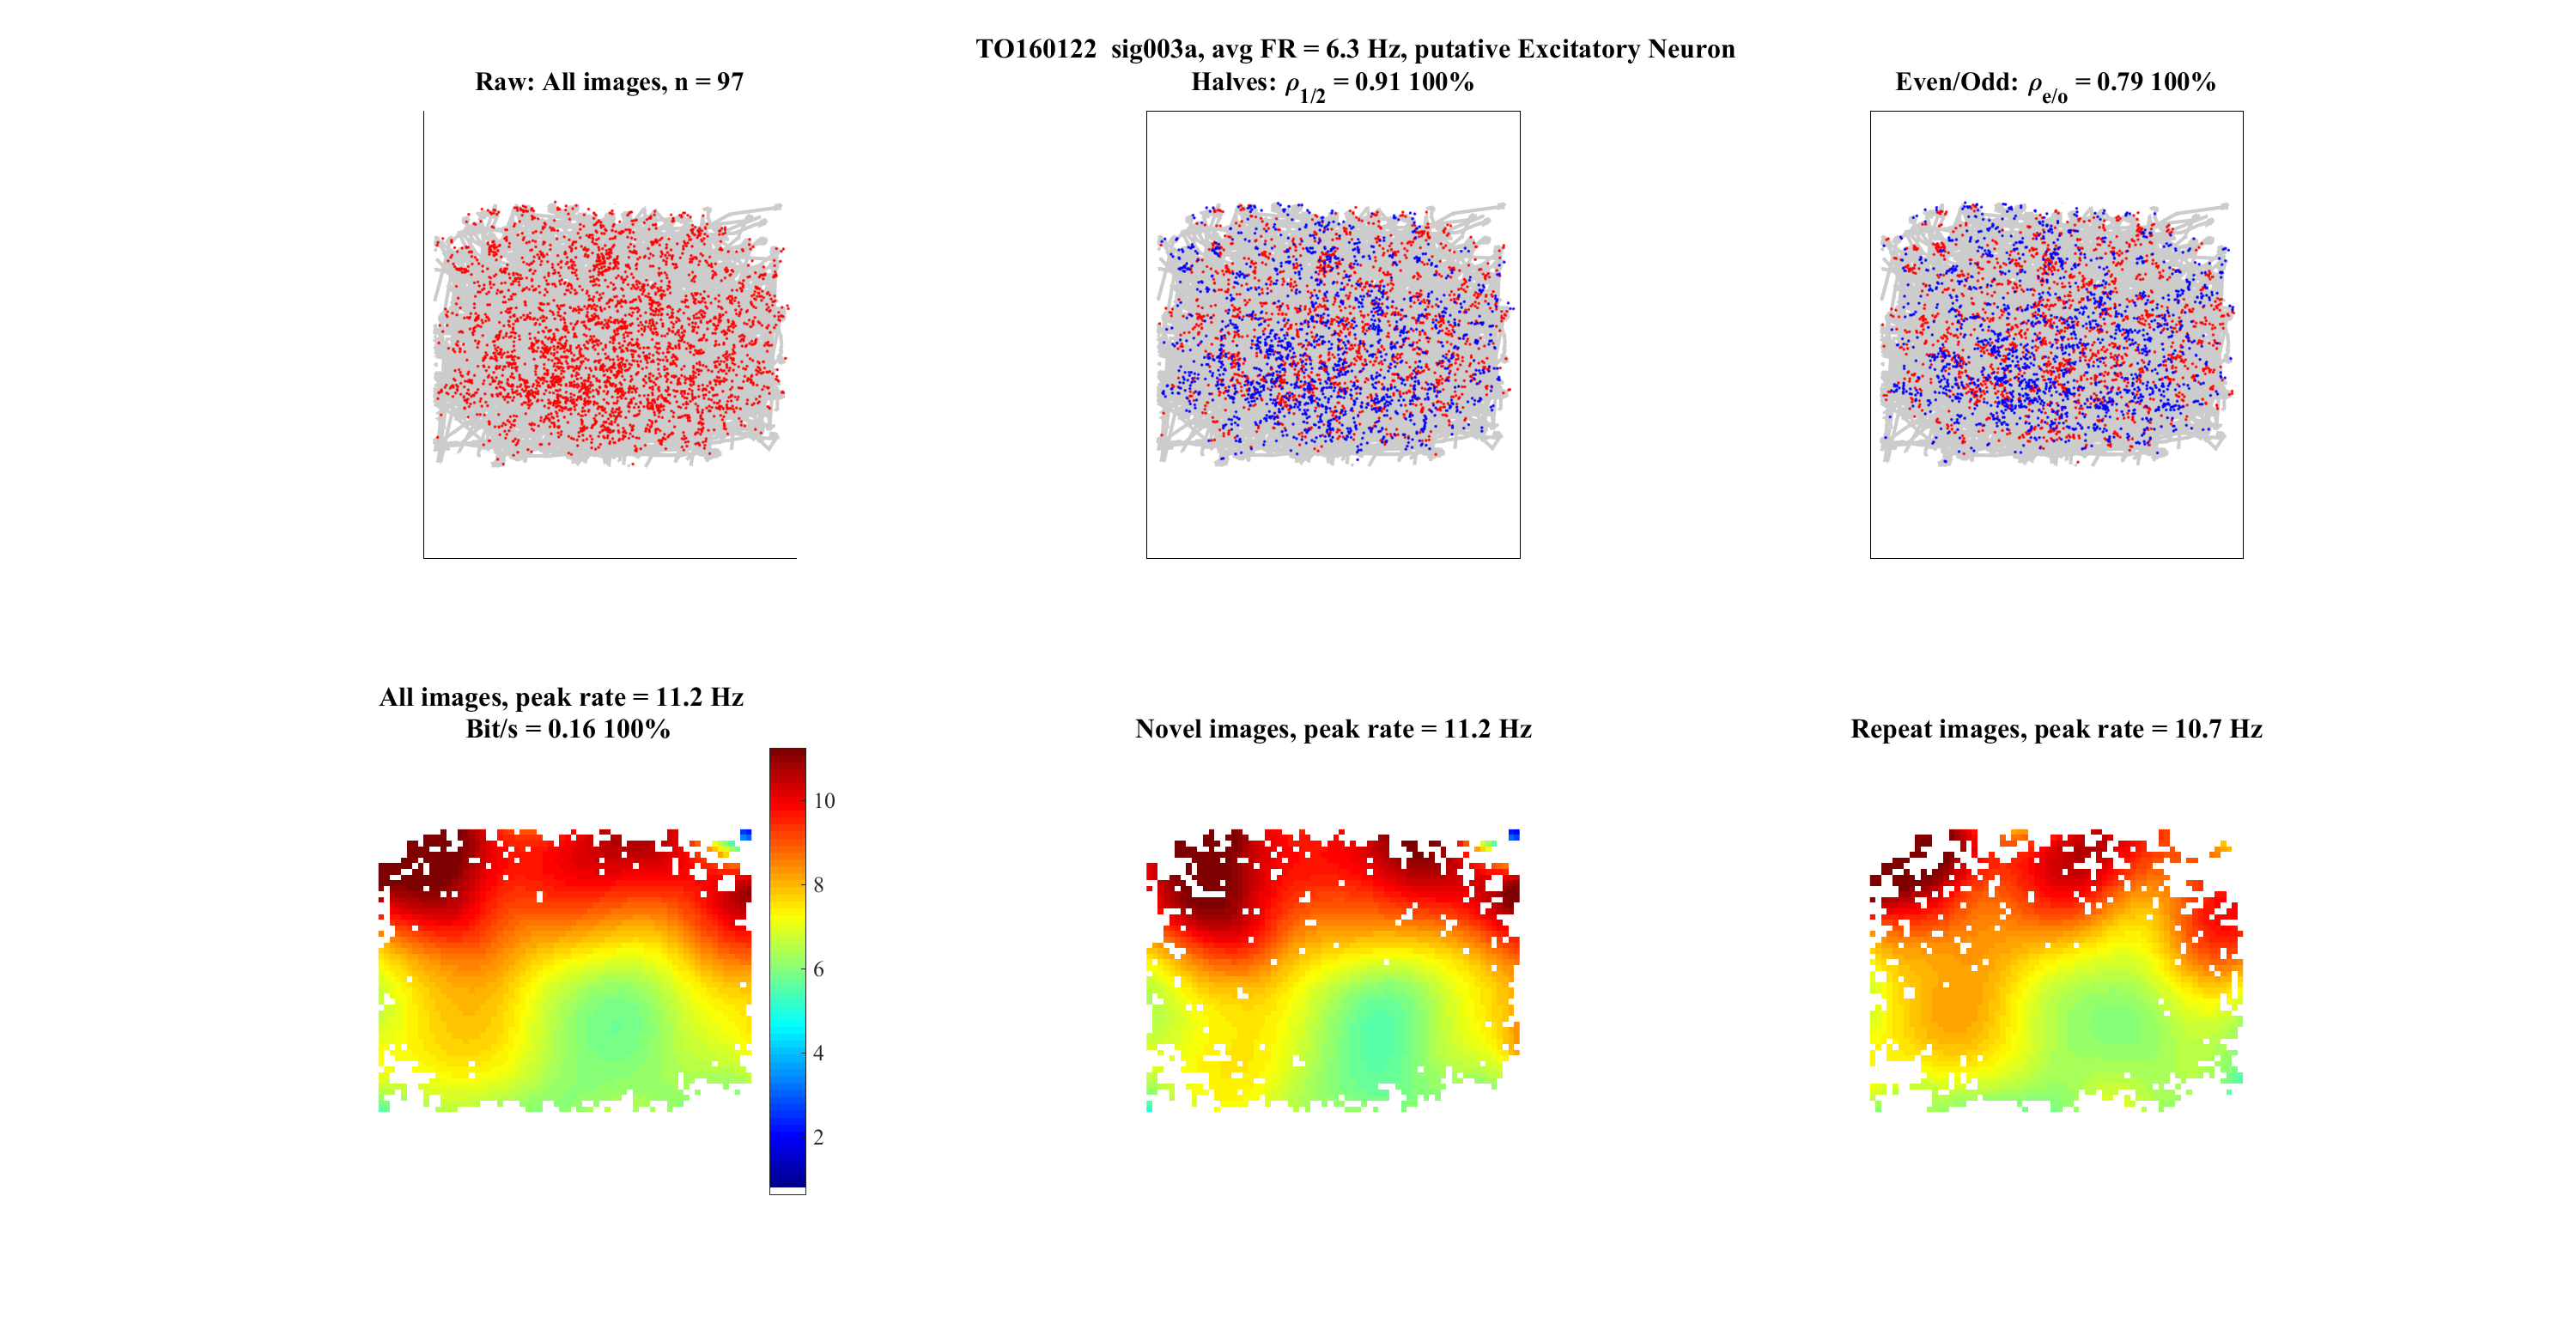 TO160122 sig003a, avg FR = 6.3 Hz, putative Excitatory Neuron
Raw: All images, n = 97
Halves: ρ1/2 = 0.91 100%
Even/Odd: ρe/o = 0.79 100%
All images, peak rate = 11.2 Hz
Bit/s = 0.16 100%
Novel images, peak rate = 11.2 Hz
Repeat images, peak rate = 10.7 Hz
10
8
6
4
2